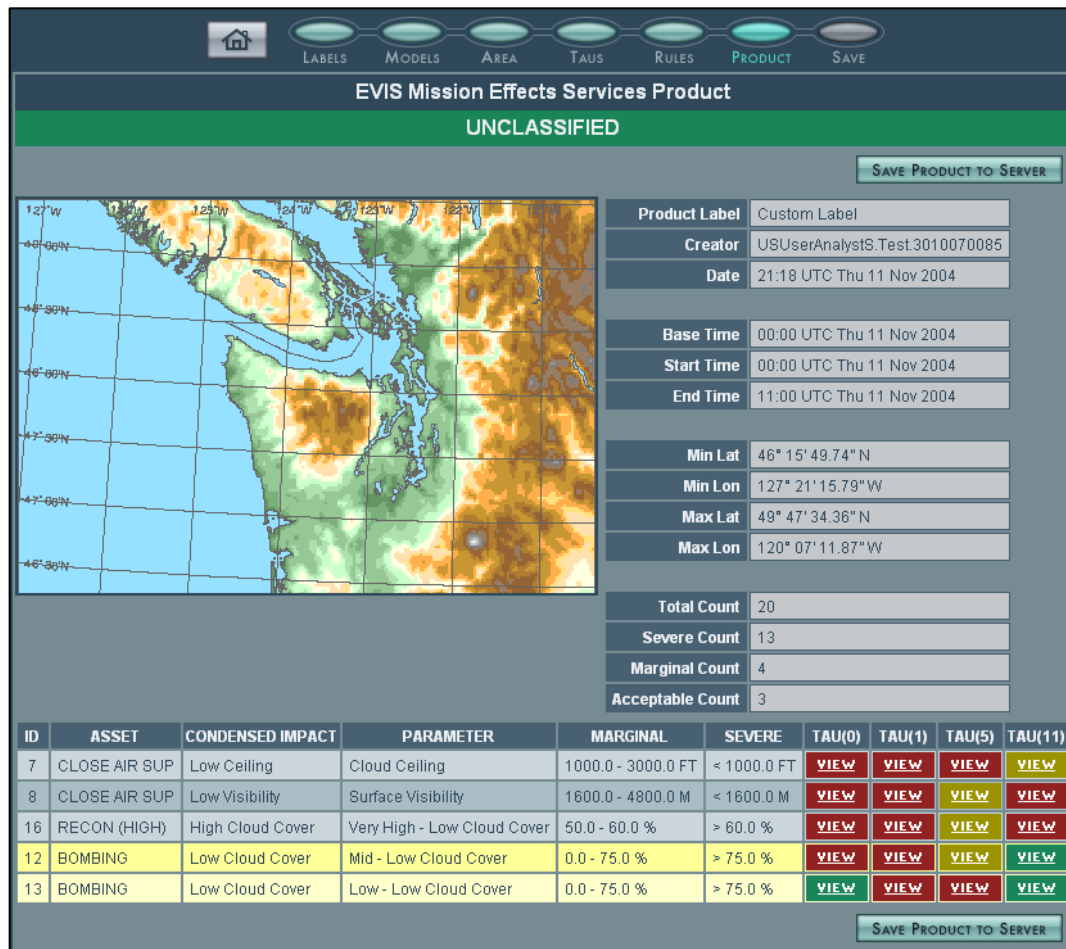 LABELS MODELS AREA TAUS RULES PRODUCT SAVE
EVIS Mission Effects Services Product
UNCLASSIFIED
SAVE PRODUCT TO SERVER
127°W 125°W 124°W 123°W 122°W
48°30'N
47°30'N
46°30'N
Product Label Custom Label
Creator USUserAnalystS.Test.3010070085
Date 21:18 UTC Thu 11 Nov 2004
Base Time 00:00 UTC Thu 11 Nov 2004
Start Time 00:00 UTC Thu 11 Nov 2004
End Time 11:00 UTC Thu 11 Nov 2004
Min Lat 46° 15' 49.74" N
Min Lon 127° 21' 15.79" W
Max Lat 49° 47' 34.36" N
Max Lon 120° 07' 11.87" W
Total Count 20
Severe Count 13
Marginal Count 4
Acceptable Count 3
ID ASSET CONDENSED IMPACT PARAMETER MARGINAL SEVERE TAU(0) TAU(1) TAU(5) TAU(11)
7 CLOSE AIR SUP Low Ceiling Cloud Ceiling 1000.0 - 3000.0 FT < 1000.0 FT VIEW VIEW VIEW VIEW
8 CLOSE AIR SUP Low Visibility Surface Visibility 1600.0 - 4800.0 M < 1600.0 M VIEW VIEW VIEW VIEW
16 RECON (HIGH) High Cloud Cover Very High - Low Cloud Cover 50.0 - 60.0 % > 60.0 % VIEW VIEW VIEW VIEW
12 BOMBING Low Cloud Cover Mid - Low Cloud Cover 0.0 - 75.0 % > 75.0 % VIEW VIEW VIEW VIEW
13 BOMBING Low Cloud Cover Low - Low Cloud Cover 0.0 - 75.0 % > 75.0 % VIEW VIEW VIEW VIEW
SAVE PRODUCT TO SERVER